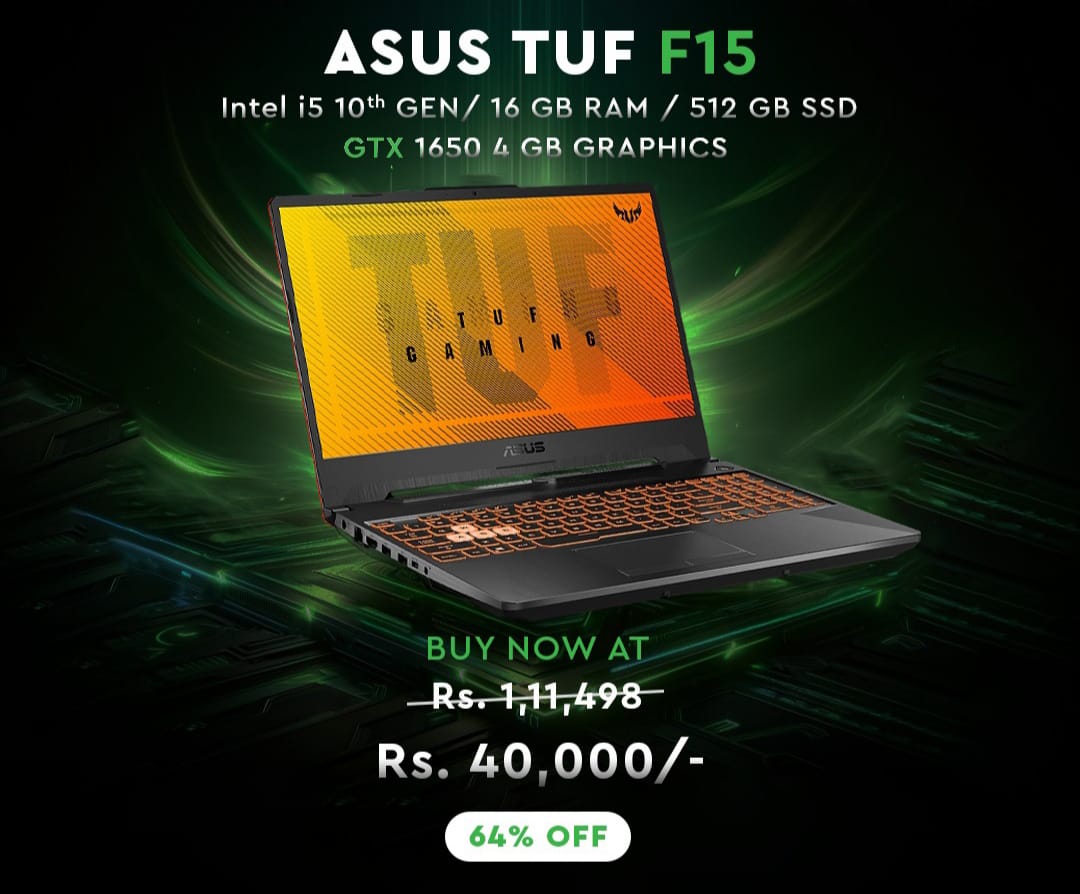 ASUS TUF F15
Intel i5 10th GEN/ 16 GB RAM / 512 GB SSD
GTX 1650 4 GB GRAPHICS
TUF
TUF
GAMING
ASUS
BUY NOW AT
Rs. 1,11,498
Rs. 40,000/-
64% OFF